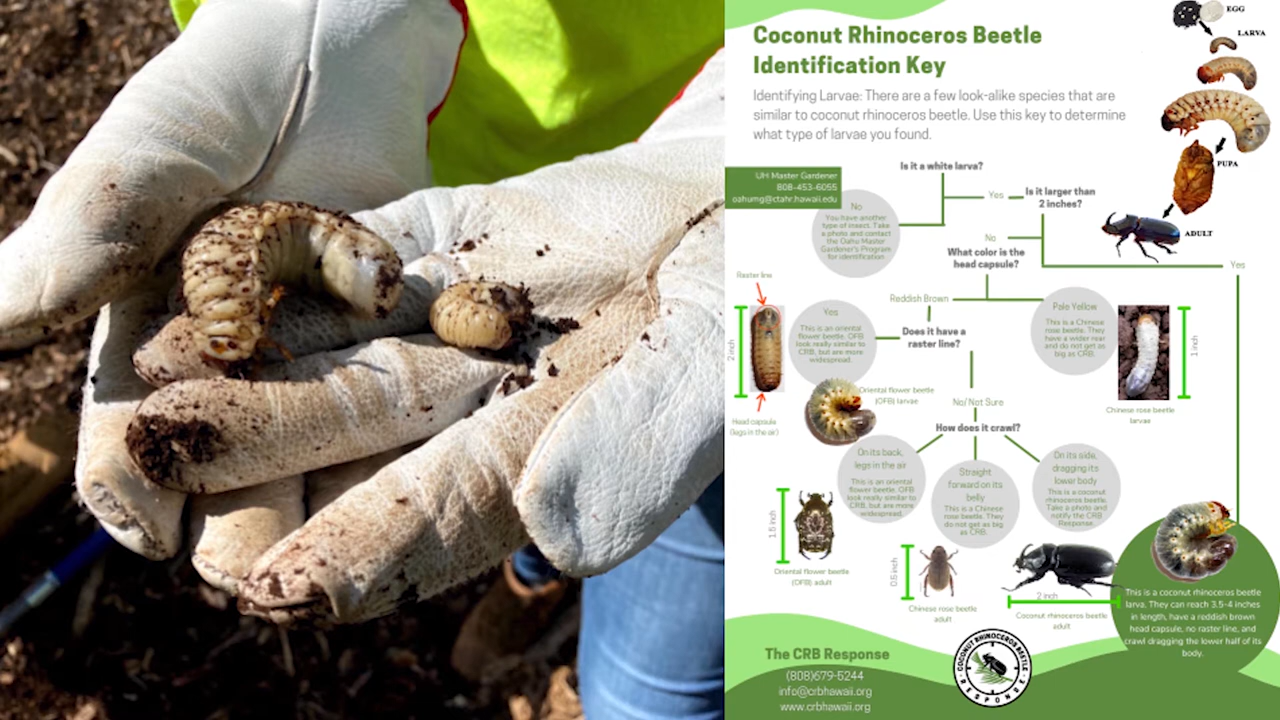 Coconut Rhinoceros Beetle
Identification Key
Identifying Larvae: There are a few look-alike species that are
similar to coconut rhinoceros beetle. Use this key to determine
what type of larvae you found.
EGG
LARVA
PUPA
ADULT
UH Master Gardener
808-453-6055
oahumg@ctahr.hawaii.edu
Is it a white larva?
Yes
Is it larger than
2 inches?
No
You have another
type of insect. Take
a photo and contact
the Oahu Master
Gardener's Program
for identification
No
Yes
What color is the
head capsule?
Raster line
2 inch
Head capsule
(legs in the air)
Reddish Brown
Yes
This is an oriental
flower beetle. OFB
look really similar to
CRB, but are more
widespread.
Does it have a
raster line?
Pale Yellow
This is a Chinese
rose beetle. They
have a wider rear
and do not get as
big as CRB.
1 inch
Chinese rose beetle
larvae
Oriental flower beetle
(OFB) larvae
No/ Not Sure
How does it crawl?
On its back,
legs in the air
This is an oriental
flower beetle. OFB
look really similar to
CRB, but are more
widespread.
Straight
forward on its
belly
This is a Chinese
rose beetle. They
do not get as big
as CRB.
On its side,
dragging its
lower body
This is a coconut
rhinoceros beetle.
Take a photo and
notify the CRB
Response.
1.5 inch
Oriental flower beetle
(OFB) adult
0.5 inch
Chinese rose beetle
adult
2 inch
Coconut rhinoceros beetle
adult
This is a coconut rhinoceros beetle
larva. They can reach 3.5-4 inches
in length, have a reddish brown
head capsule, no raster line, and
crawl dragging the lower half of its
body.
The CRB Response
(808)679-5244
info@crbhawaii.org
www.crbhawaii.org
COCONUT RHINOCEROS BEETLE
RESPONSE